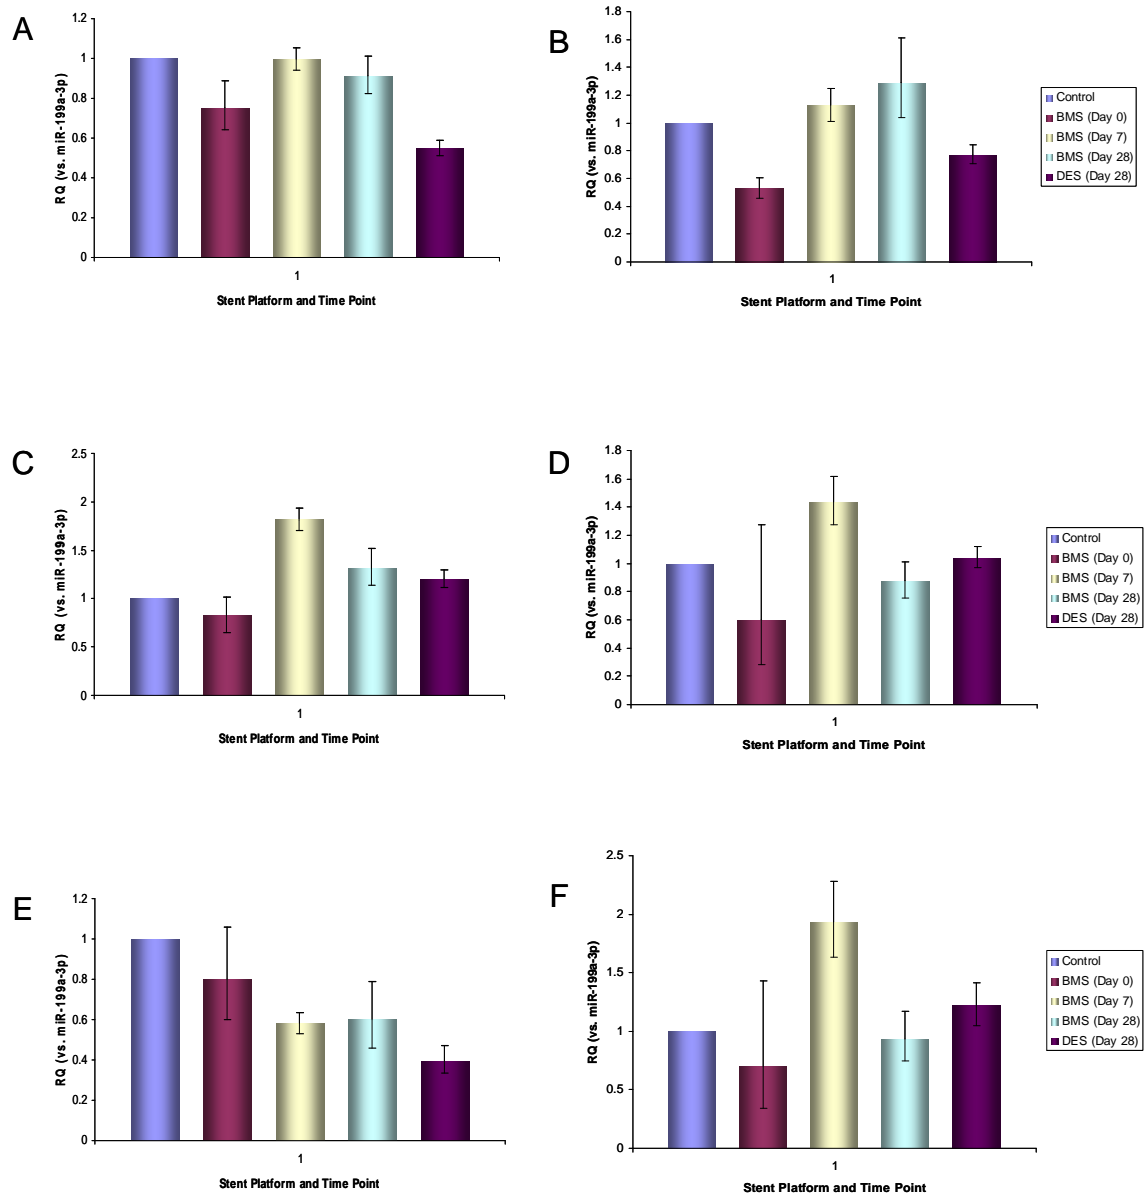 A
RQ (vs. miR-199a-3p)
1.2
1
0.8
0.6
0.4
0.2
0
1
Stent Platform and Time Point
B
RQ (vs. miR-199a-3p)
1.8
1.6
1.4
1.2
1
0.8
0.6
0.4
0.2
0
1
Stent Platform and Time Point
Control
BMS (Day 0)
BMS (Day 7)
BMS (Day 28)
DES (Day 28)
C
RQ (vs. miR-199a-3p)
2.5
2
1.5
1
0.5
0
1
Stent Platform and Time Point
D
RQ (vs. miR-199a-3p)
1.8
1.6
1.4
1.2
1
0.8
0.6
0.4
0.2
0
1
Stent Platform and Time Point
Control
BMS (Day 0)
BMS (Day 7)
BMS (Day 28)
DES (Day 28)
E
RQ (vs. miR-199a-3p)
1.2
1
0.8
0.6
0.4
0.2
0
1
Stent Platform and Time Point
F
RQ (vs. miR-199a-3p)
2.5
2
1.5
1
0.5
0
1
Stent Platform and Time Point
Control
BMS (Day 0)
BMS (Day 7)
BMS (Day 28)
DES (Day 28)